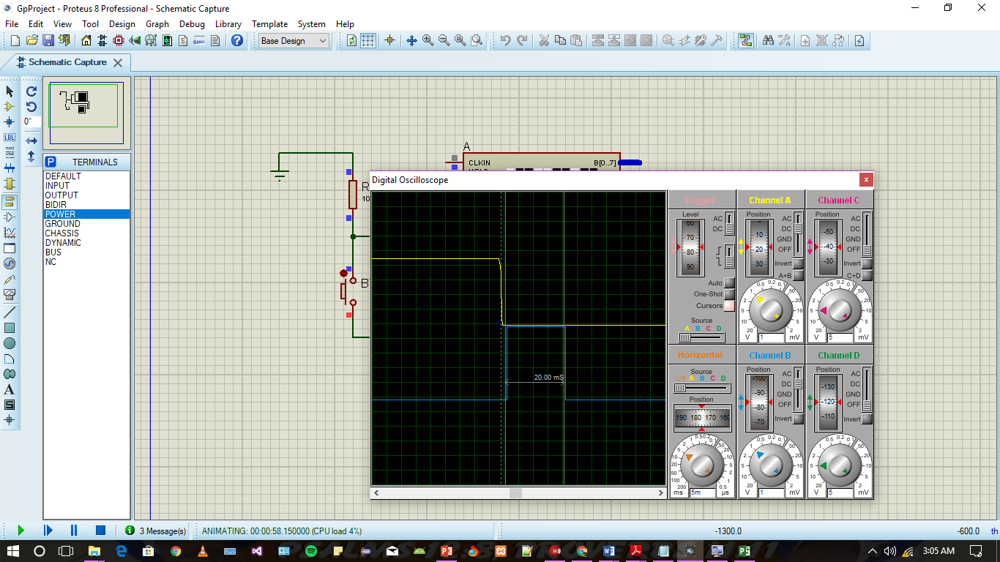 GpProject - Proteus 8 Professional - Schematic Capture
File Edit View Tool Design Graph Debug Library Template System Help
Base Design
Schematic Capture
0°
LBL
P TERMINALS
DEFAULT
INPUT
OUTPUT
BIDIR
POWER
GROUND
CHASSIS
DYNAMIC
BUS
NC
A
CLKIN
B[0..7]
R
10
B
Digital Oscilloscope
20.00 mS
Trigger
Level
60
70
80
90
AC
DC
Auto
One-Shot
Cursors
Source
A B C D
Channel A
Position
10
20
30
AC
DC
GND
OFF
Invert
A+B
V 1 mV
Channel C
Position
-50
-40
-30
AC
DC
GND
OFF
Invert
C+D
V 5 mV
Horizontal
Source
A B C D
Position
190 180 170 160
ms 5m µs
Channel B
Position
-100
-90
-80
-70
AC
DC
GND
OFF
Invert
V 1 mV
Channel D
Position
-130
-120
-110
AC
DC
GND
OFF
Invert
V 5 mV
3 Message(s)
ANIMATING: 00:00:58.150000 (CPU load 4%)
-1300.0
-600.0
th
3:05 AM